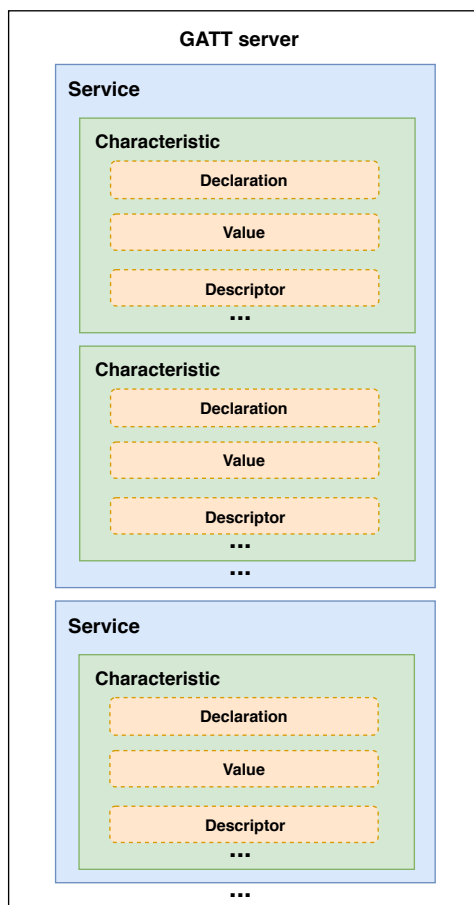 GATT server
Service
Characteristic
Declaration
Value
Descriptor
...
Characteristic
Declaration
Value
Descriptor
...
...
Service
Characteristic
Declaration
Value
Descriptor
...
...